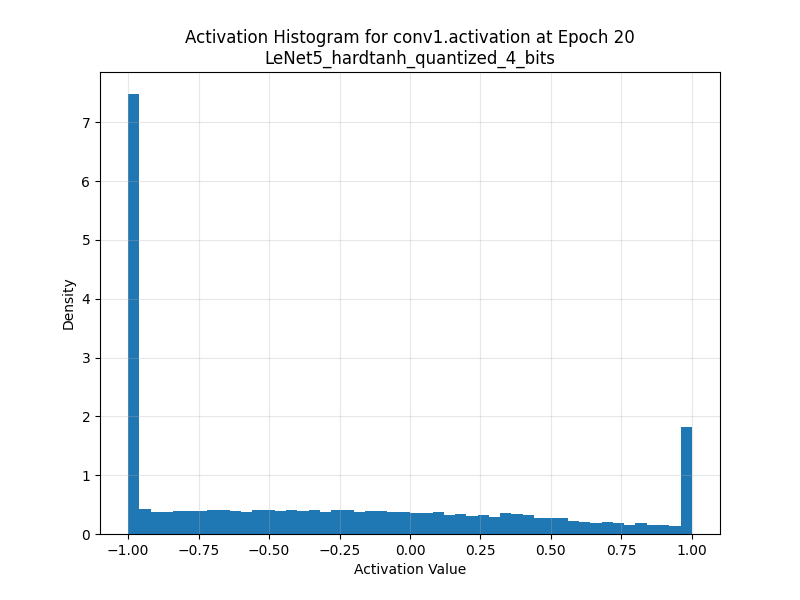 Activation Histogram for conv1.activation at Epoch 20
LeNet5_hardtanh_quantized_4_bits
7
6
5
4
3
2
1
0
Density
−1.00 −0.75 −0.50 −0.25 0.00 0.25 0.50 0.75 1.00
Activation Value